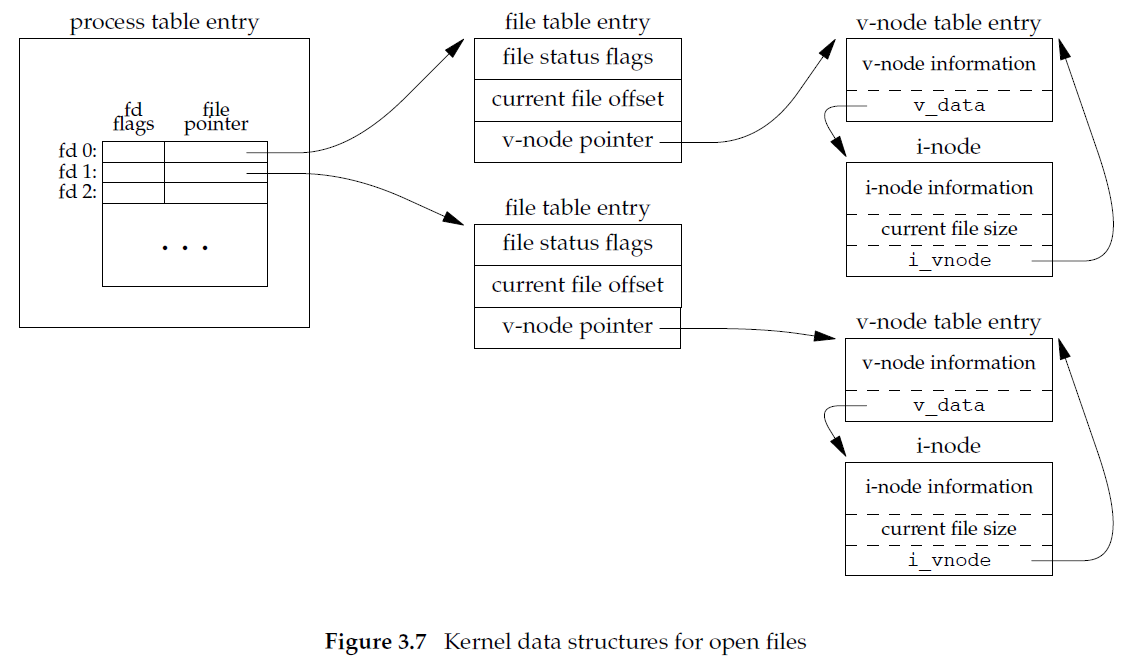 process table entry
fd
flags
file
pointer
fd 0:
fd 1:
fd 2:
. . .
file table entry
file status flags
current file offset
v-node pointer
file table entry
file status flags
current file offset
v-node pointer
v-node table entry
v-node information
v_data
i-node
i-node information
current file size
i_vnode
v-node table entry
v-node information
v_data
i-node
i-node information
current file size
i_vnode
Figure 3.7 Kernel data structures for open files